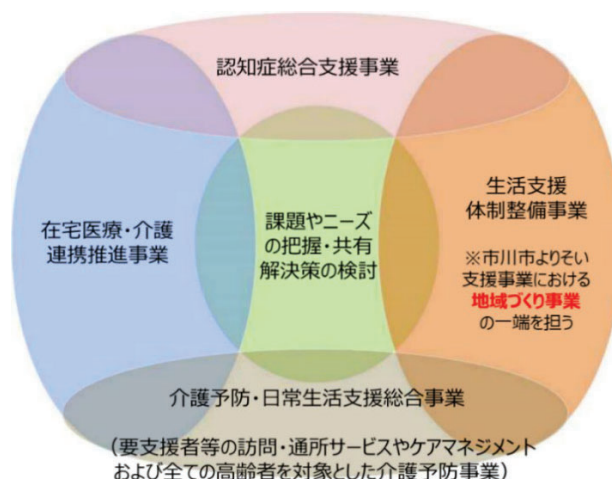 認知症総合支援事業
在宅医療・介護
連携推進事業
課題やニーズ
の把握・共有
解決策の検討
生活支援
体制整備事業
※市川市よりそい
支援事業における
地域づくり事業
の一端を担う
介護予防・日常生活支援総合事業
（要支援者等の訪問・通所サービスやケアマネジメント
および全ての高齢者を対象とした介護予防事業）